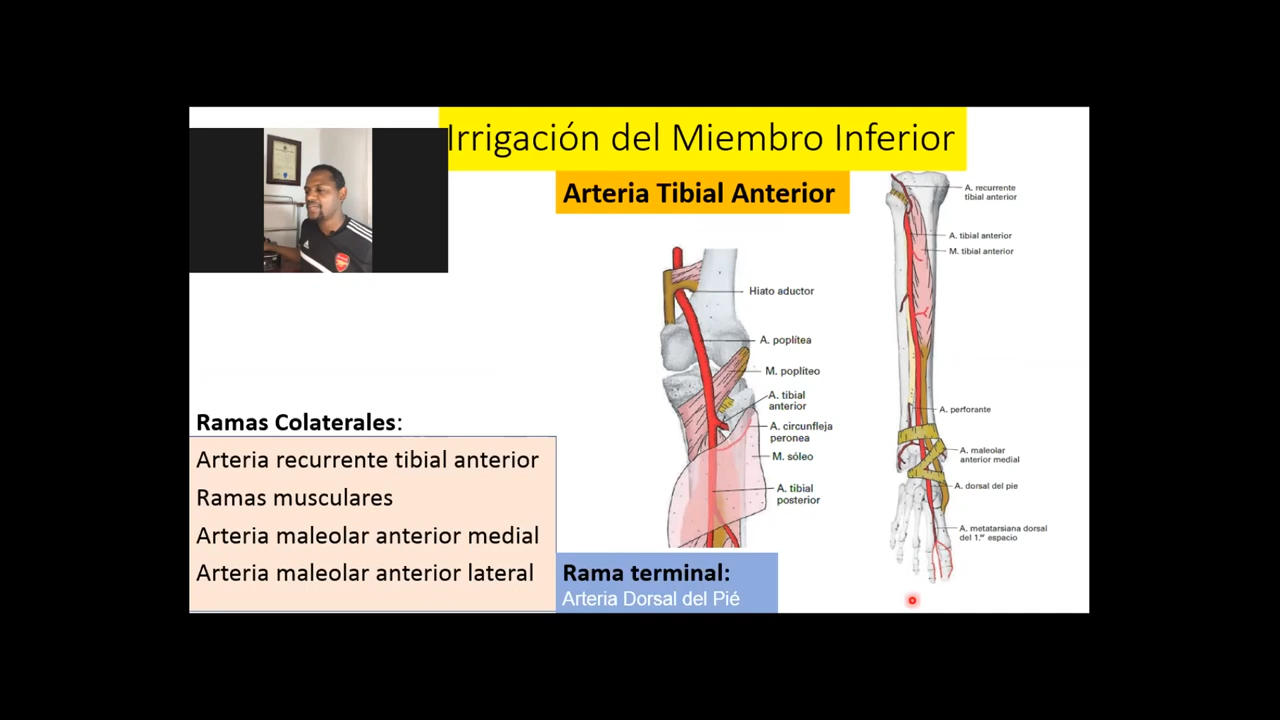 Irrigación del Miembro Inferior
Arteria Tibial Anterior
A. recurrente
tibial anterior
A. tibial anterior
M. tibial anterior
Hiato aductor
A. poplítea
M. poplíteo
A. tibial
anterior
A. circunfleja
peronea
M. sóleo
A. tibial
posterior
A. perforante
A. maleolar
anterior medial
A. dorsal del pie
A. metatarsiana dorsal
del 1.er espacio
Ramas Colaterales:
Arteria recurrente tibial anterior
Ramas musculares
Arteria maleolar anterior medial
Arteria maleolar anterior lateral
Rama terminal:
Arteria Dorsal del Pié